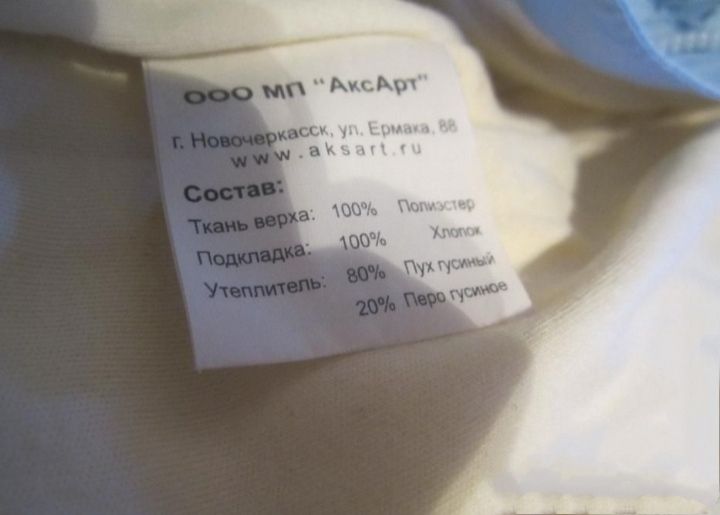 ООО МП "АксАрт"
г. Новочеркасск, ул. Ермака, 88
www.aksart.ru
Состав:
Ткань верха: 100% Полиэстер
Подкладка: 100% Хлопок
Утеплитель: 80% Пух гусиный
20% Перо гусиное